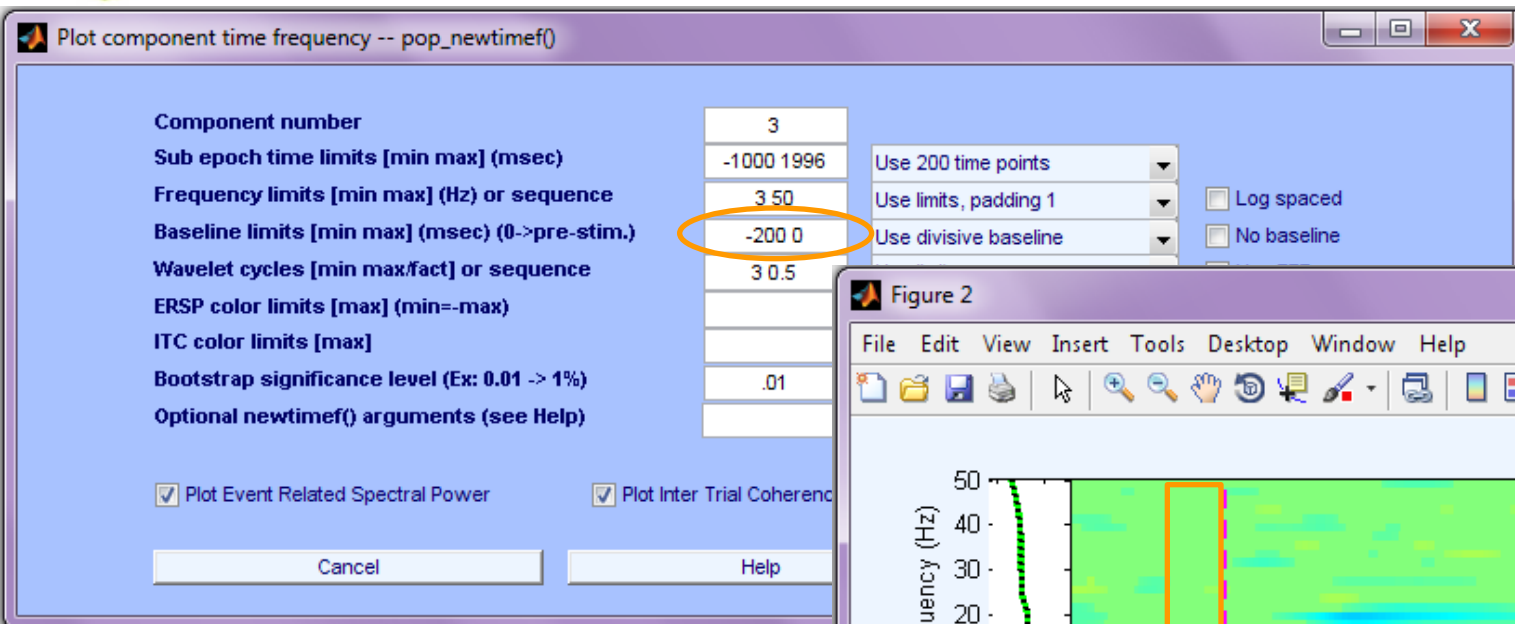 Plot component time frequency -- pop_newtimef()
Component number 3
Sub epoch time limits [min max] (msec) -1000 1996 Use 200 time points
Frequency limits [min max] (Hz) or sequence 3 50 Use limits, padding 1 Log spaced
Baseline limits [min max] (msec) (0->pre-stim.) -200 0 Use divisive baseline No baseline
Wavelet cycles [min max/fact] or sequence 3 0.5
ERSP color limits [max] (min=-max)
ITC color limits [max]
Bootstrap significance level (Ex: 0.01 -> 1%) .01
Optional newtimef() arguments (see Help)
Plot Event Related Spectral Power Plot Inter Trial Coherenc
Cancel Help
Figure 2
File Edit View Insert Tools Desktop Window Help
50
40
30
20
uency (Hz)